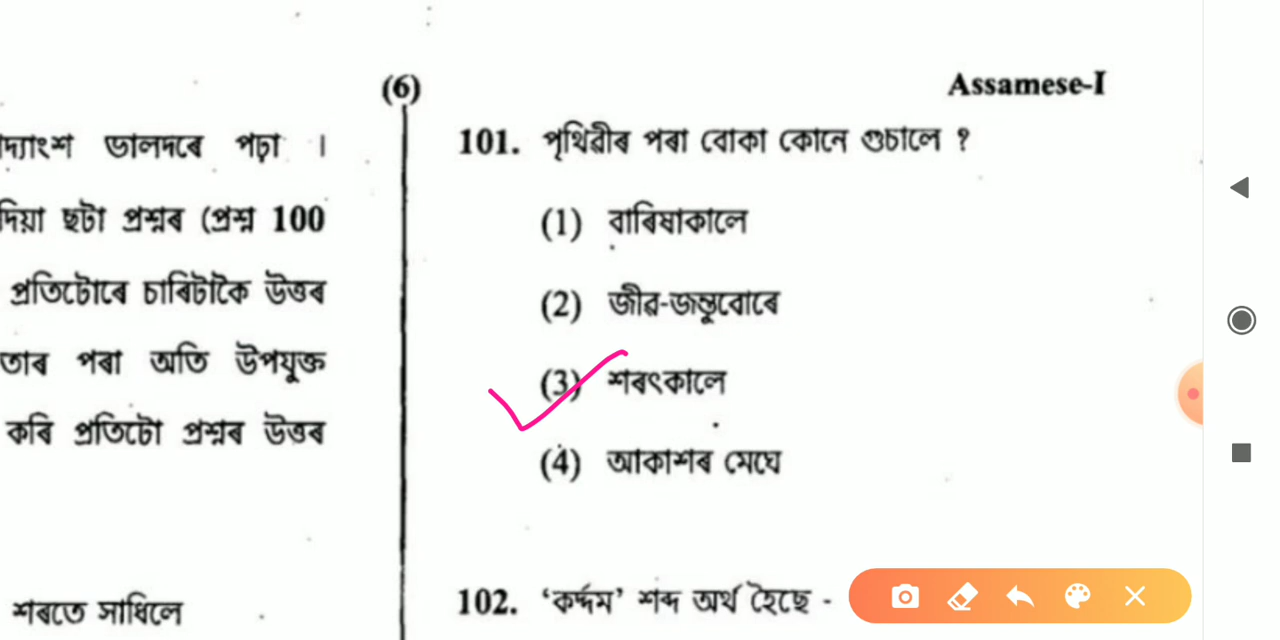 (6)
Assamese-I
দ্যাংশ ভালদৰে পঢ়া ।
দিয়া ছটা প্ৰশ্নৰ (প্ৰশ্ন 100
প্ৰতিটোৰে চাৰিটাকৈ উত্তৰ
তাৰ পৰা অতি উপযুক্ত
কৰি প্ৰতিটো প্ৰশ্নৰ উত্তৰ
শৰতে সাধিলে
101. পৃথিৱীৰ পৰা বোকা কোনে গুচালে ?
(1) বাৰিষাকালে
(2) জীৱ-জন্তুবোৰে
(3) শৰৎকালে
(4) আকাশৰ মেঘে
102. ‘কৰ্দ্দম’ শব্দ অৰ্থ হৈছে -